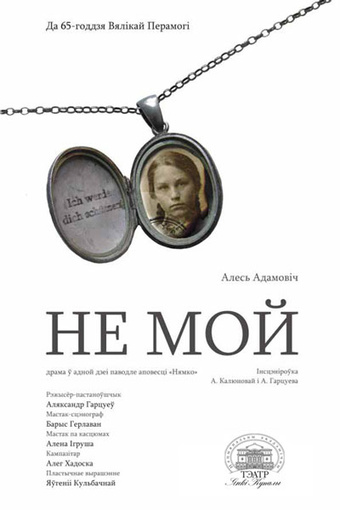 Да 65-годдзя Вялікай Перамогі
Ich werde
dich schützen
Алесь Адамовіч
НЕ МОЙ
драма ў адной дзеі паводле аповесці «Нямко»
Інсцэніроўка
А. Калюновай і А. Гарцуева
Рэжысёр-пастаноўшчык
Аляксандр Гарцуеў
Мастак-сцэнограф
Барыс Герлаван
Мастак па касцюмах
Алена Ігруша
Кампазітар
Алег Хадоска
Пластычнае вырашэнне
Яўгеніі Кульбачнай
ТЭАТР
Янкі Купалы